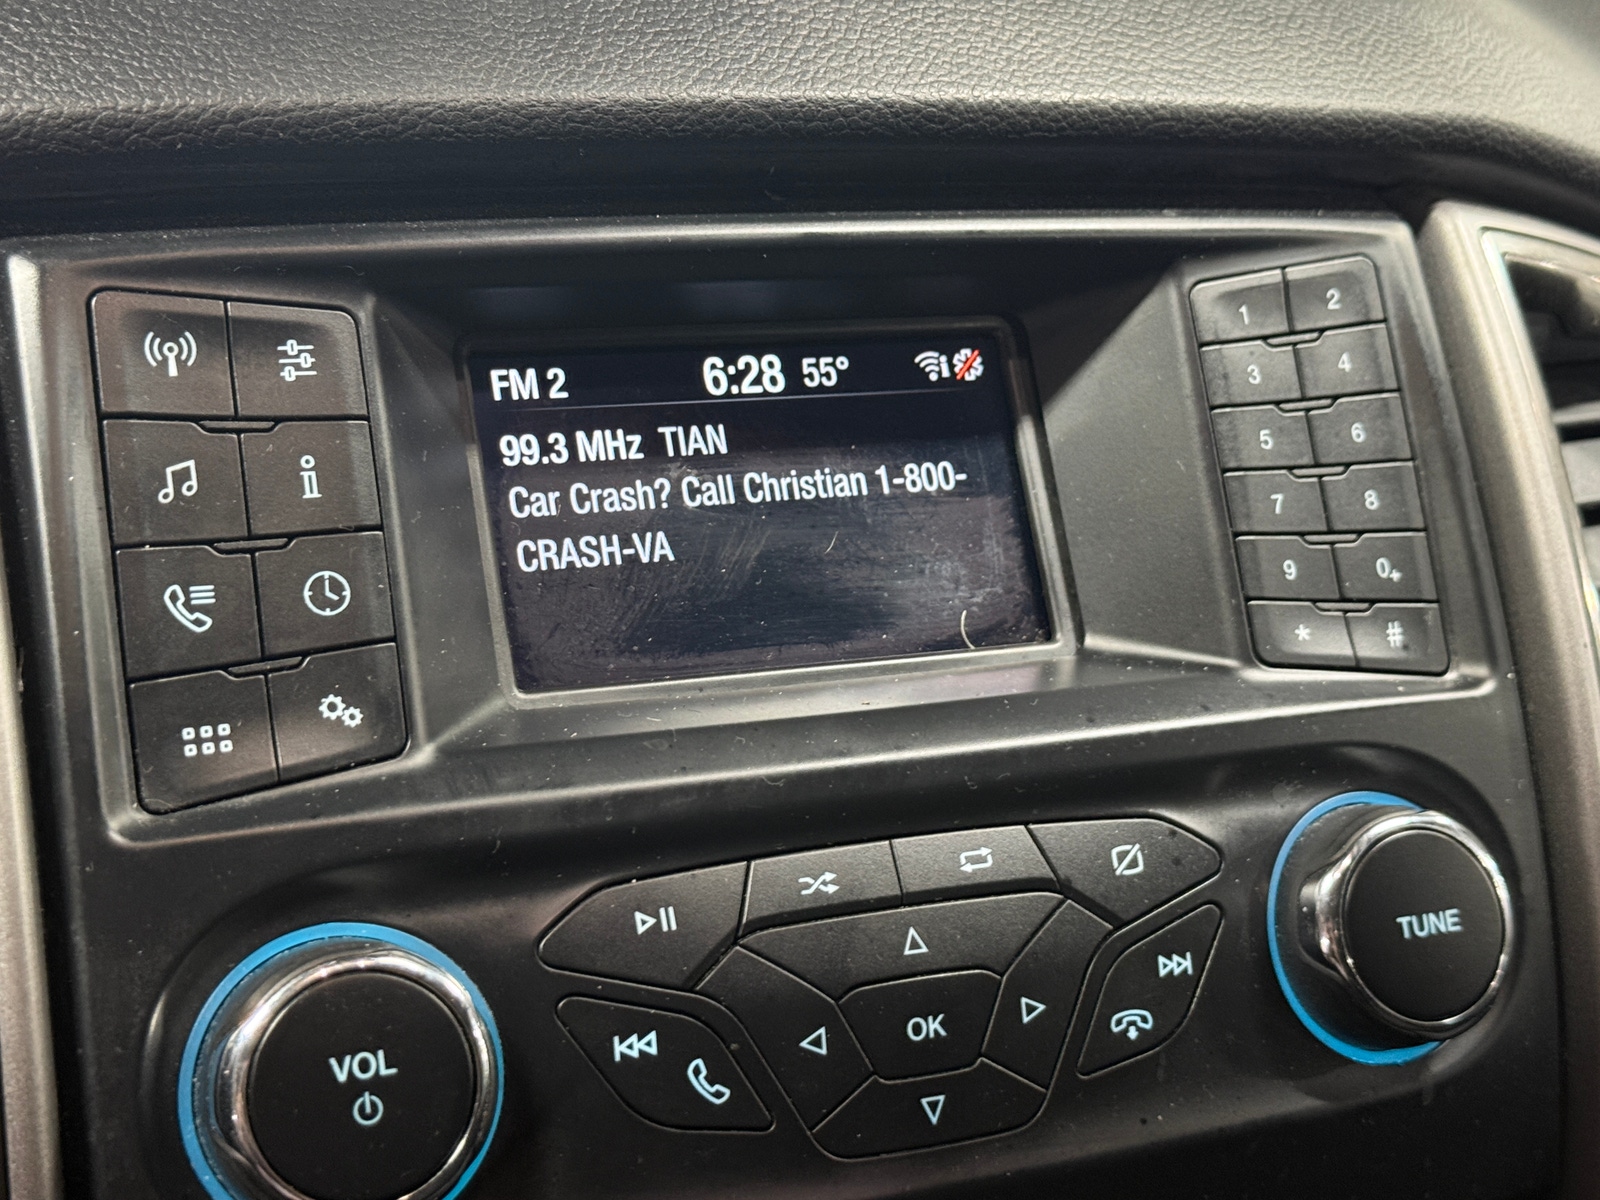 FM 2 6:28 55°
99.3 MHz TIAN
Car Crash? Call Christian 1-800-
CRASH-VA
1 2
3 4
5 6
7 8
9 0+
* #
VOL
OK
TUNE